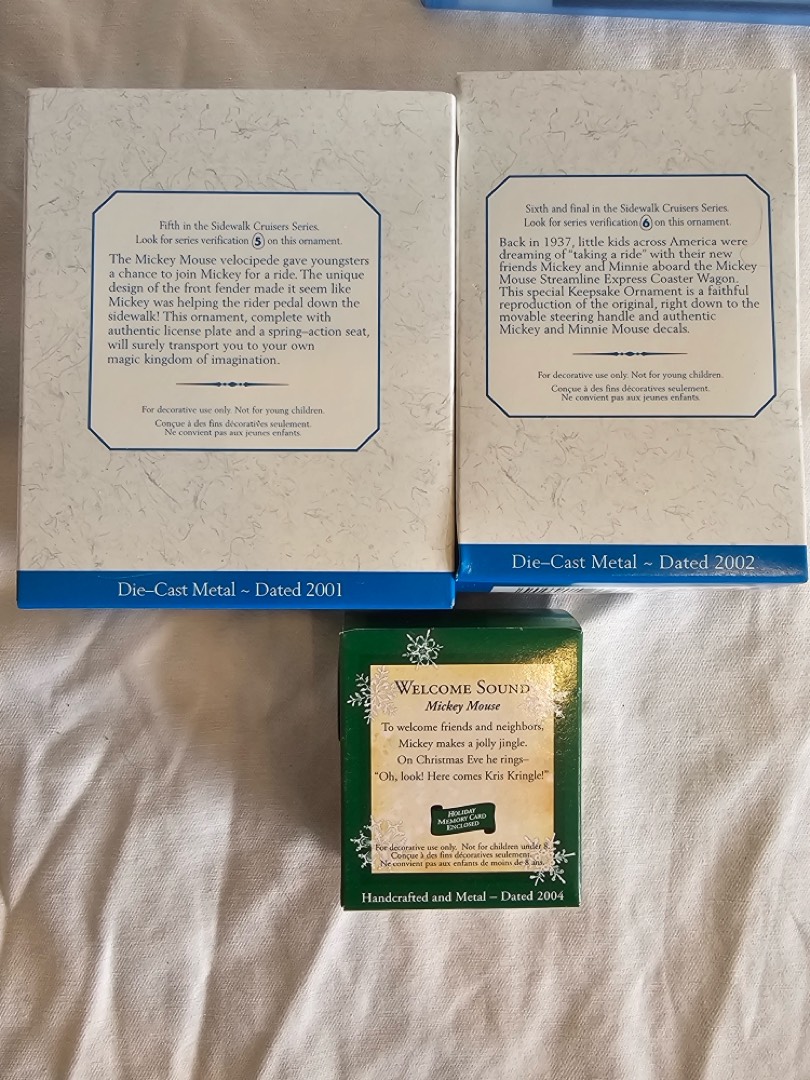 Fifth in the Sidewalk Cruisers Series.
Look for series verification 5 on this ornament.
The Mickey Mouse velocipede gave youngsters
a chance to join Mickey for a ride. The unique
design of the front fender made it seem like
Mickey was helping the rider pedal down the
sidewalk! This ornament, complete with
authentic license plate and a spring–action seat,
will surely transport you to your own
magic kingdom of imagination.
For decorative use only. Not for young children.
Conçue à des fins décoratives seulement.
Ne convient pas aux jeunes enfants.
Die–Cast Metal ~ Dated 2001
Sixth and final in the Sidewalk Cruisers Series.
Look for series verification 6 on this ornament.
Back in 1937, little kids across America were
dreaming of "taking a ride" with their new
friends Mickey and Minnie aboard the Mickey
Mouse Streamline Express Coaster Wagon.
This special Keepsake Ornament is a faithful
reproduction of the original, right down to the
movable steering handle and authentic
Mickey and Minnie Mouse decals.
For decorative use only. Not for young children.
Conçue à des fins décoratives seulement.
Ne convient pas aux jeunes enfants.
Die–Cast Metal ~ Dated 2002
WELCOME SOUND
Mickey Mouse
To welcome friends and neighbors,
Mickey makes a jolly jingle.
On Christmas Eve he rings–
"Oh, look! Here comes Kris Kringle!"
HOLIDAY
MEMORY CARD
ENCLOSED
For decorative use only. Not for children under 8.
Conçue à des fins décoratives seulement.
Ne convient pas aux enfants de moins de 8 ans.
Handcrafted and Metal – Dated 2004